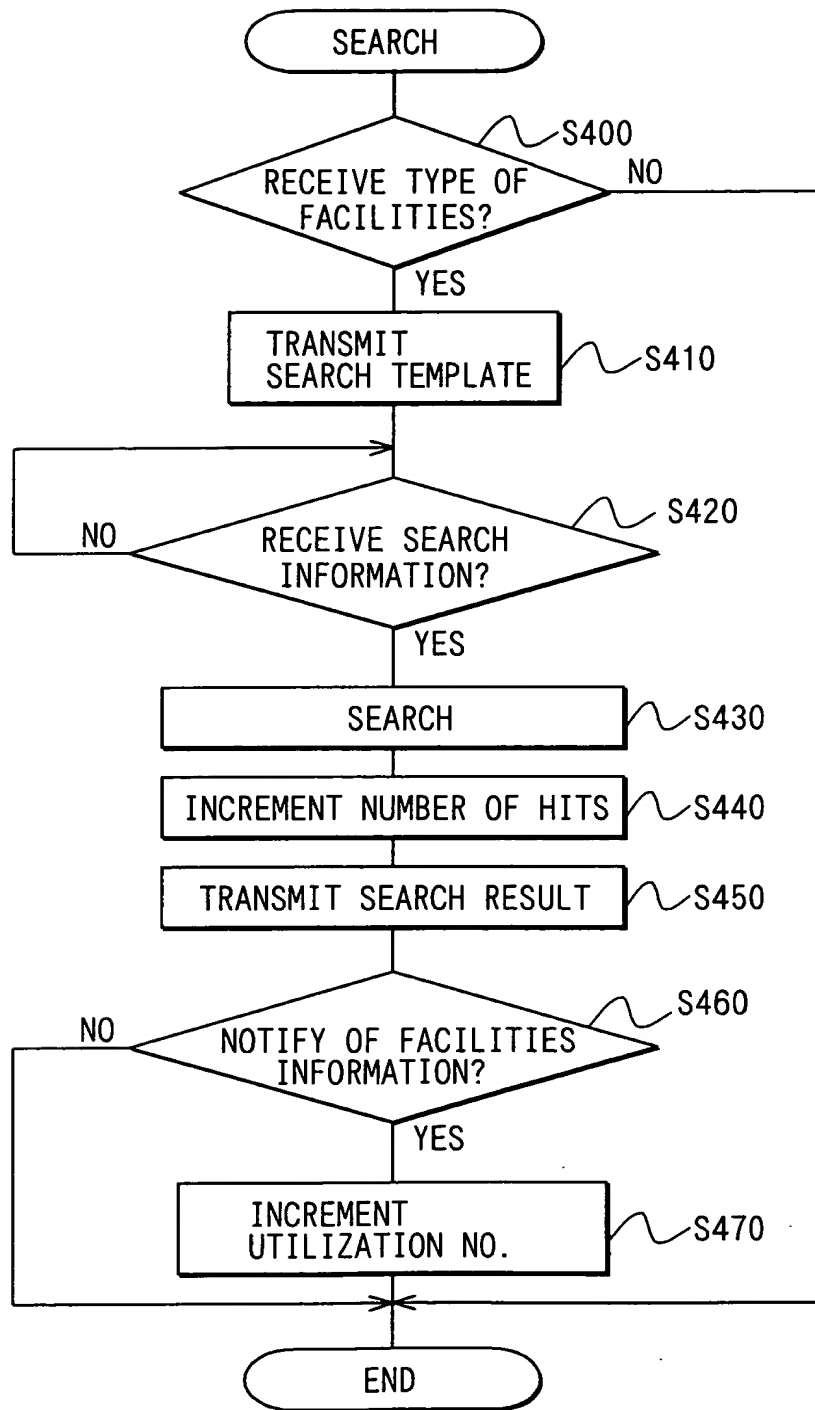 SEARCH
S400
RECEIVE TYPE OF
FACILITIES?
NO
YES
TRANSMIT
SEARCH TEMPLATE
S410
S420
NO
RECEIVE SEARCH
INFORMATION?
YES
SEARCH
S430
INCREMENT NUMBER OF HITS
S440
TRANSMIT SEARCH RESULT
S450
S460
NO
NOTIFY OF FACILITIES
INFORMATION?
YES
INCREMENT
UTILIZATION NO.
S470
END